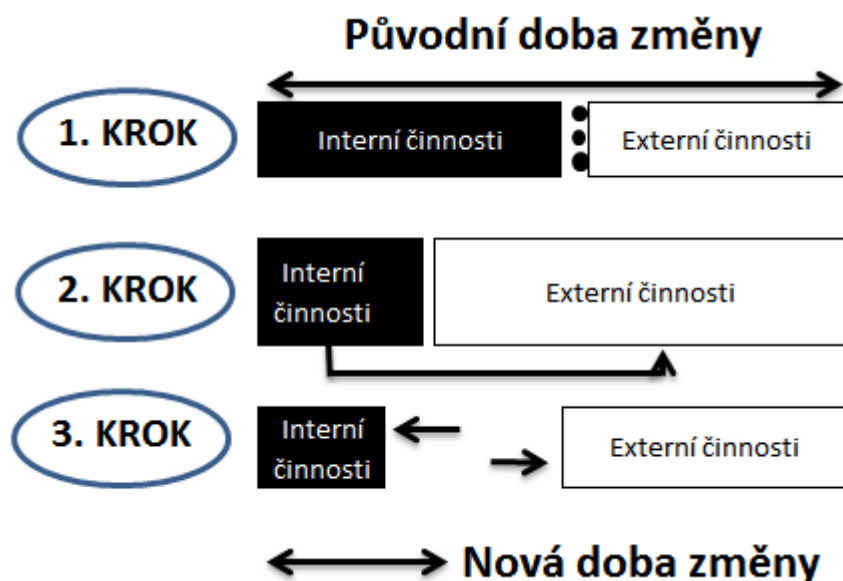 Původní doba změny
1. KROK
Interní činnosti
Externí činnosti
2. KROK
Interní
činnosti
Externí činnosti
3. KROK
Interní
činnosti
Externí činnosti
Nová doba změny